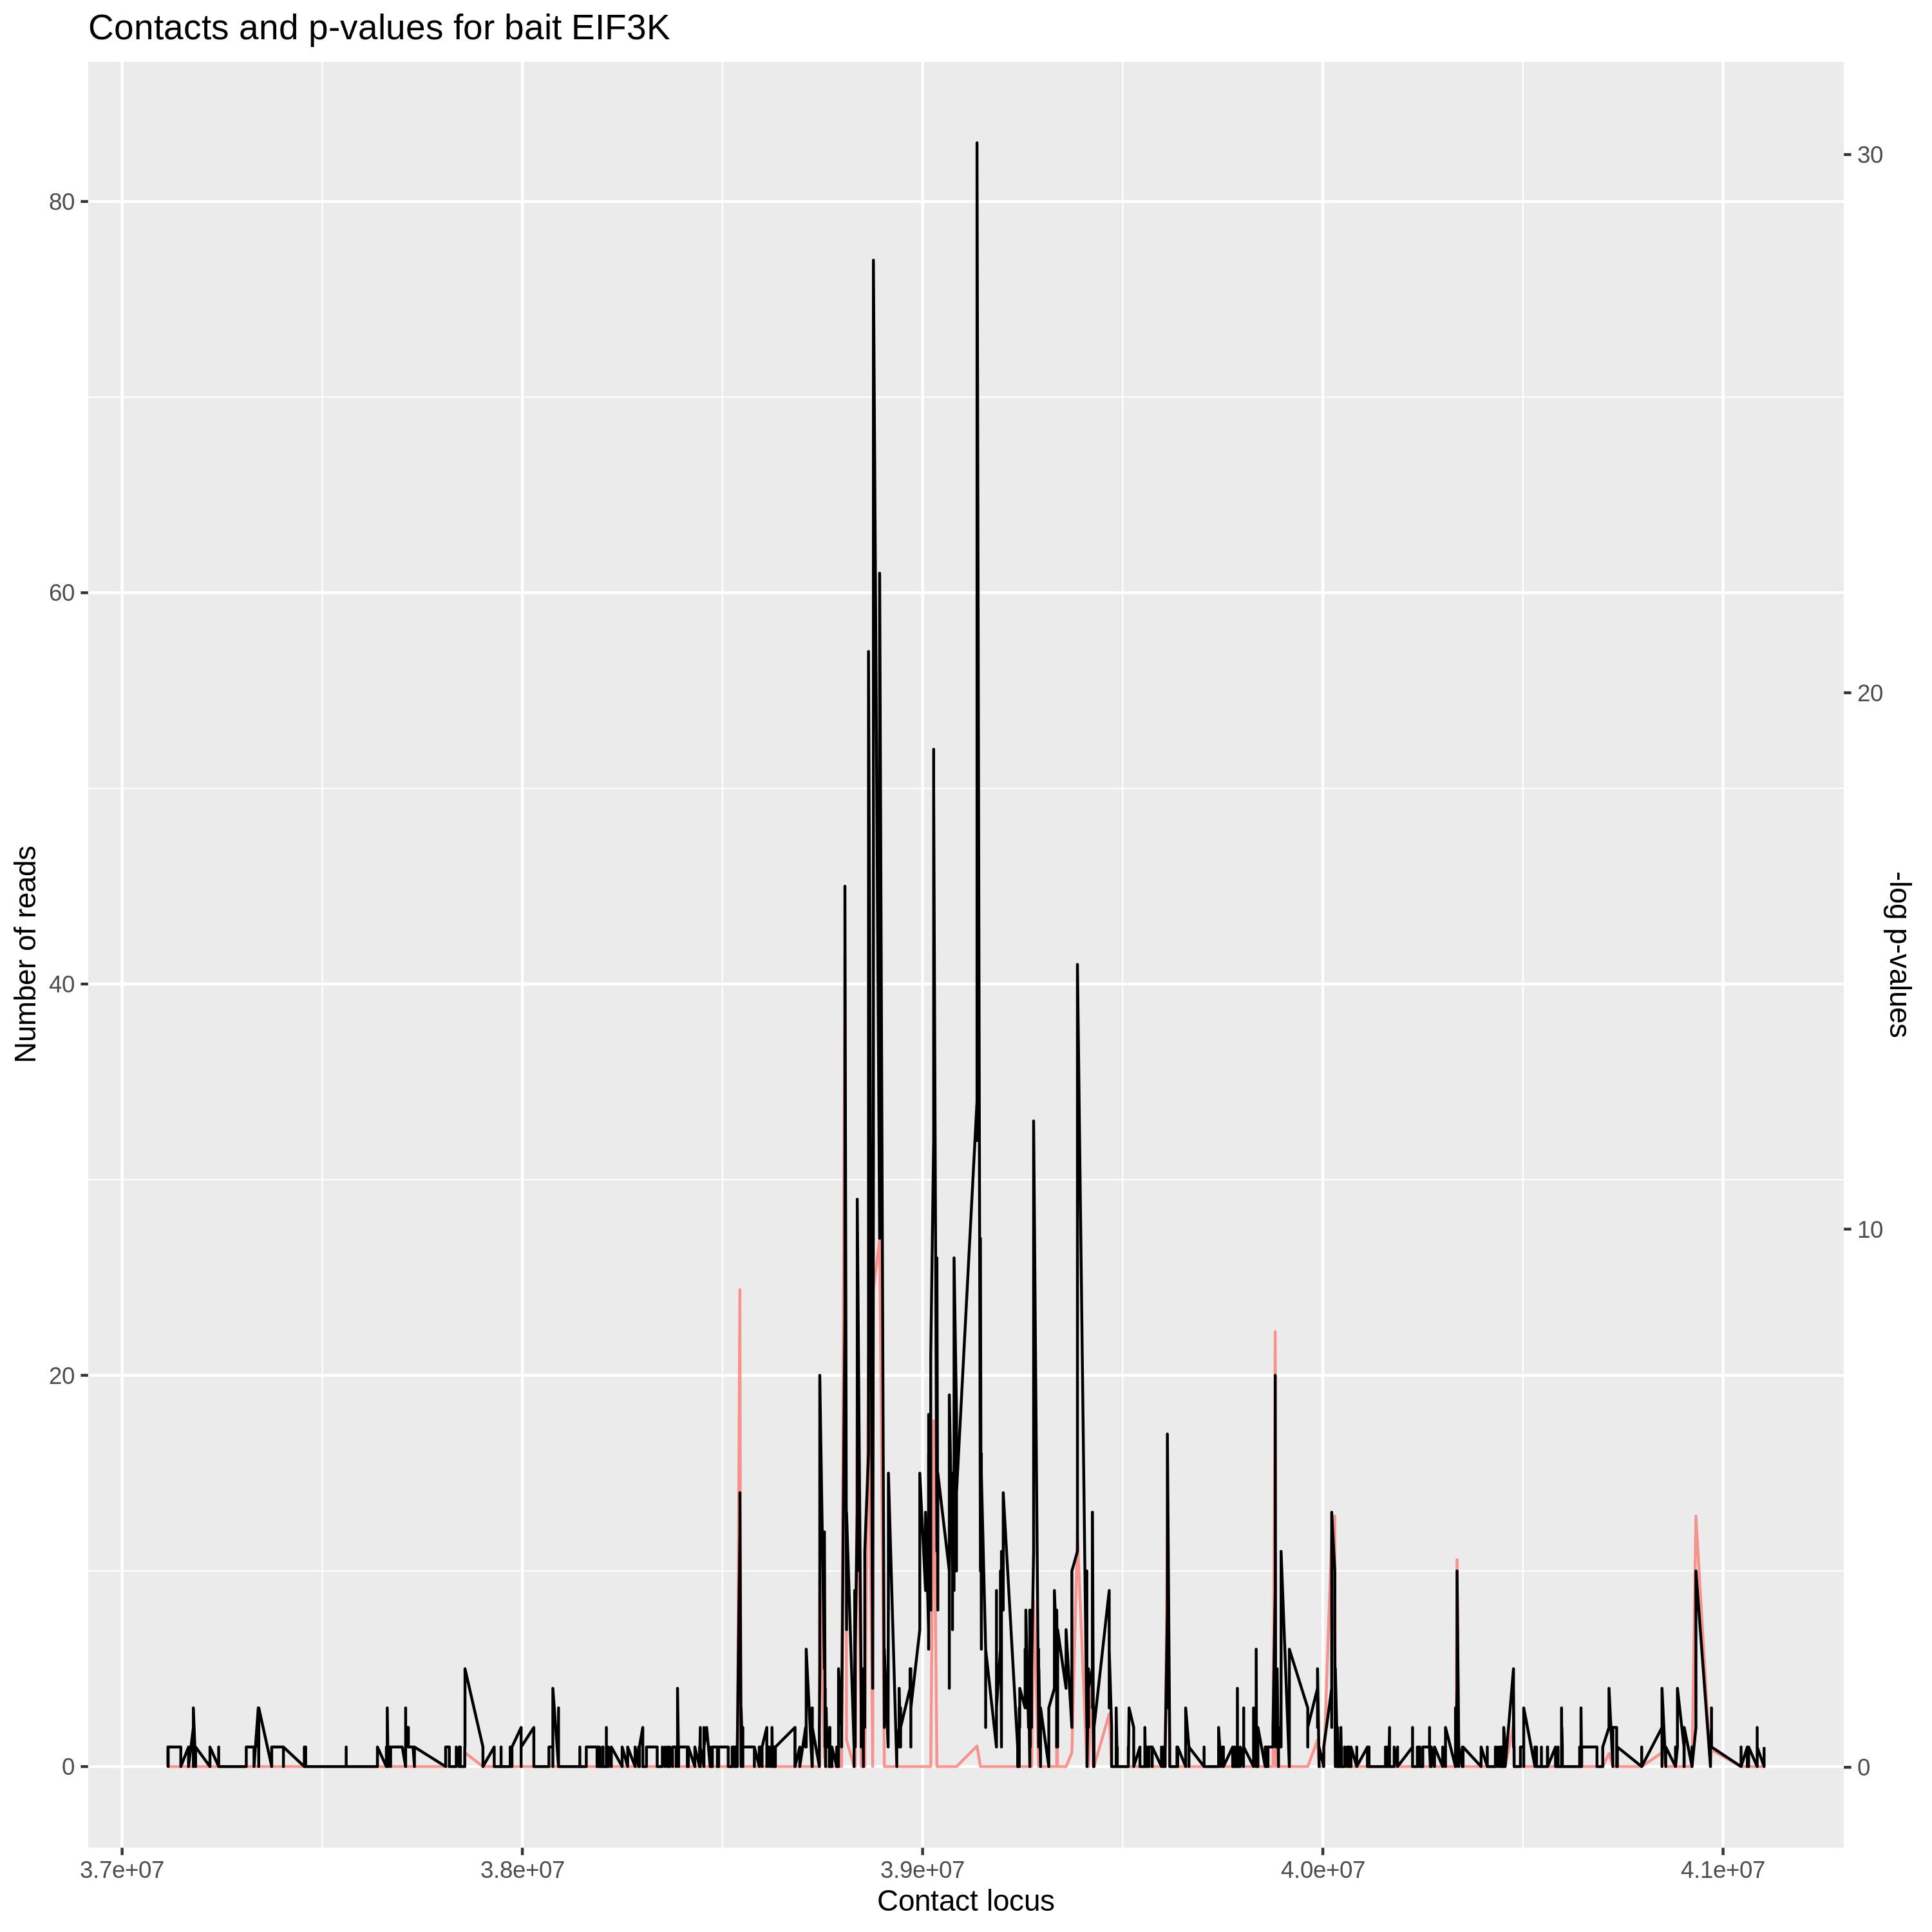 Contacts and p-values for bait EIF3K
80
60
40
20
0
30
20
10
0
Number of reads
-log p-values
3.7e+07 3.8e+07 3.9e+07 4.0e+07 4.1e+07
Contact locus